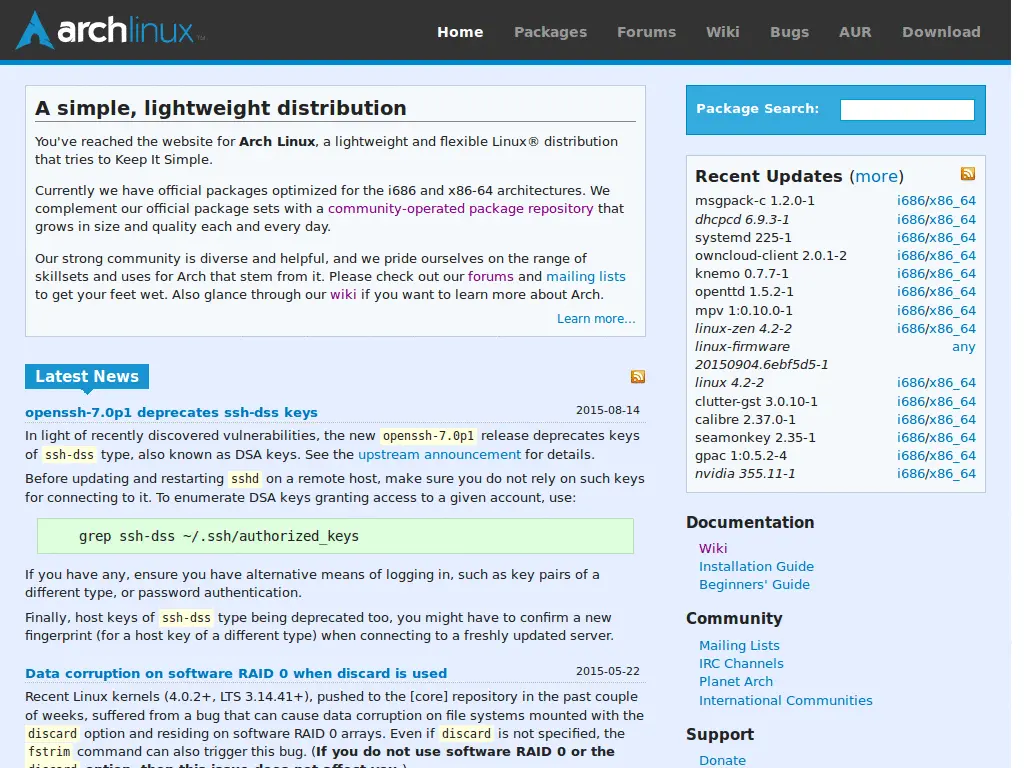 archlinux™
Home Packages Forums Wiki Bugs AUR Download
A simple, lightweight distribution
You've reached the website for Arch Linux, a lightweight and flexible Linux® distribution
that tries to Keep It Simple.
Currently we have official packages optimized for the i686 and x86-64 architectures. We
complement our official package sets with a community-operated package repository that
grows in size and quality each and every day.
Our strong community is diverse and helpful, and we pride ourselves on the range of
skillsets and uses for Arch that stem from it. Please check out our forums and mailing lists
to get your feet wet. Also glance through our wiki if you want to learn more about Arch.
Learn more...
Latest News
openssh-7.0p1 deprecates ssh-dss keys 2015-08-14
In light of recently discovered vulnerabilities, the new openssh-7.0p1 release deprecates keys
of ssh-dss type, also known as DSA keys. See the upstream announcement for details.
Before updating and restarting sshd on a remote host, make sure you do not rely on such keys
for connecting to it. To enumerate DSA keys granting access to a given account, use:
grep ssh-dss ~/.ssh/authorized_keys
If you have any, ensure you have alternative means of logging in, such as key pairs of a
different type, or password authentication.
Finally, host keys of ssh-dss type being deprecated too, you might have to confirm a new
fingerprint (for a host key of a different type) when connecting to a freshly updated server.
Data corruption on software RAID 0 when discard is used 2015-05-22
Recent Linux kernels (4.0.2+, LTS 3.14.41+), pushed to the [core] repository in the past couple
of weeks, suffered from a bug that can cause data corruption on file systems mounted with the
discard option and residing on software RAID 0 arrays. Even if discard is not specified, the
fstrim command can also trigger this bug. (If you do not use software RAID 0 or the
discard option, then this issue does not affect you.)
Package Search:
Recent Updates (more)
msgpack-c 1.2.0-1 i686/x86_64
dhcpcd 6.9.3-1 i686/x86_64
systemd 225-1 i686/x86_64
owncloud-client 2.0.1-2 i686/x86_64
knemo 0.7.7-1 i686/x86_64
openttd 1.5.2-1 i686/x86_64
mpv 1:0.10.0-1 i686/x86_64
linux-zen 4.2-2 i686/x86_64
linux-firmware any
20150904.6ebf5d5-1
linux 4.2-2 i686/x86_64
clutter-gst 3.0.10-1 i686/x86_64
calibre 2.37.0-1 i686/x86_64
seamonkey 2.35-1 i686/x86_64
gpac 1:0.5.2-4 i686/x86_64
nvidia 355.11-1 i686/x86_64
Documentation
Wiki
Installation Guide
Beginners' Guide
Community
Mailing Lists
IRC Channels
Planet Arch
International Communities
Support
Donate